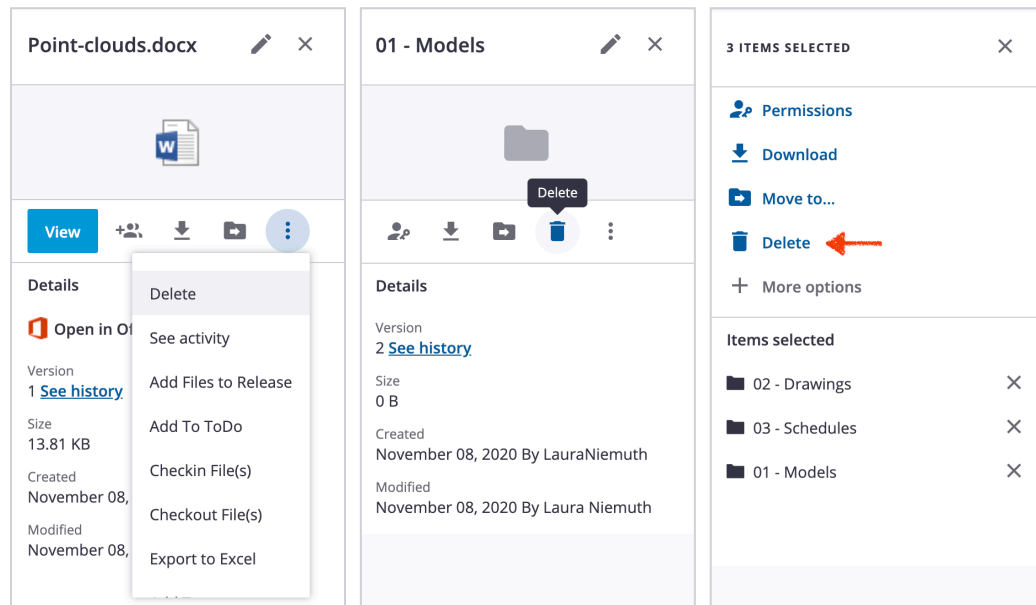 Point-clouds.docx
W
View
Details
Open in Of
Version
1 See history
Size
13.81 KB
Created
November 08,
Modified
November 08,
Delete
See activity
Add Files to Release
Add To ToDo
Checkin File(s)
Checkout File(s)
Export to Excel
01 - Models
Delete
Details
Version
2 See history
Size
0 B
Created
November 08, 2020 By LauraNiemuth
Modified
November 08, 2020 By Laura Niemuth
3 ITEMS SELECTED
Permissions
Download
Move to...
Delete
More options
Items selected
02 - Drawings
03 - Schedules
01 - Models